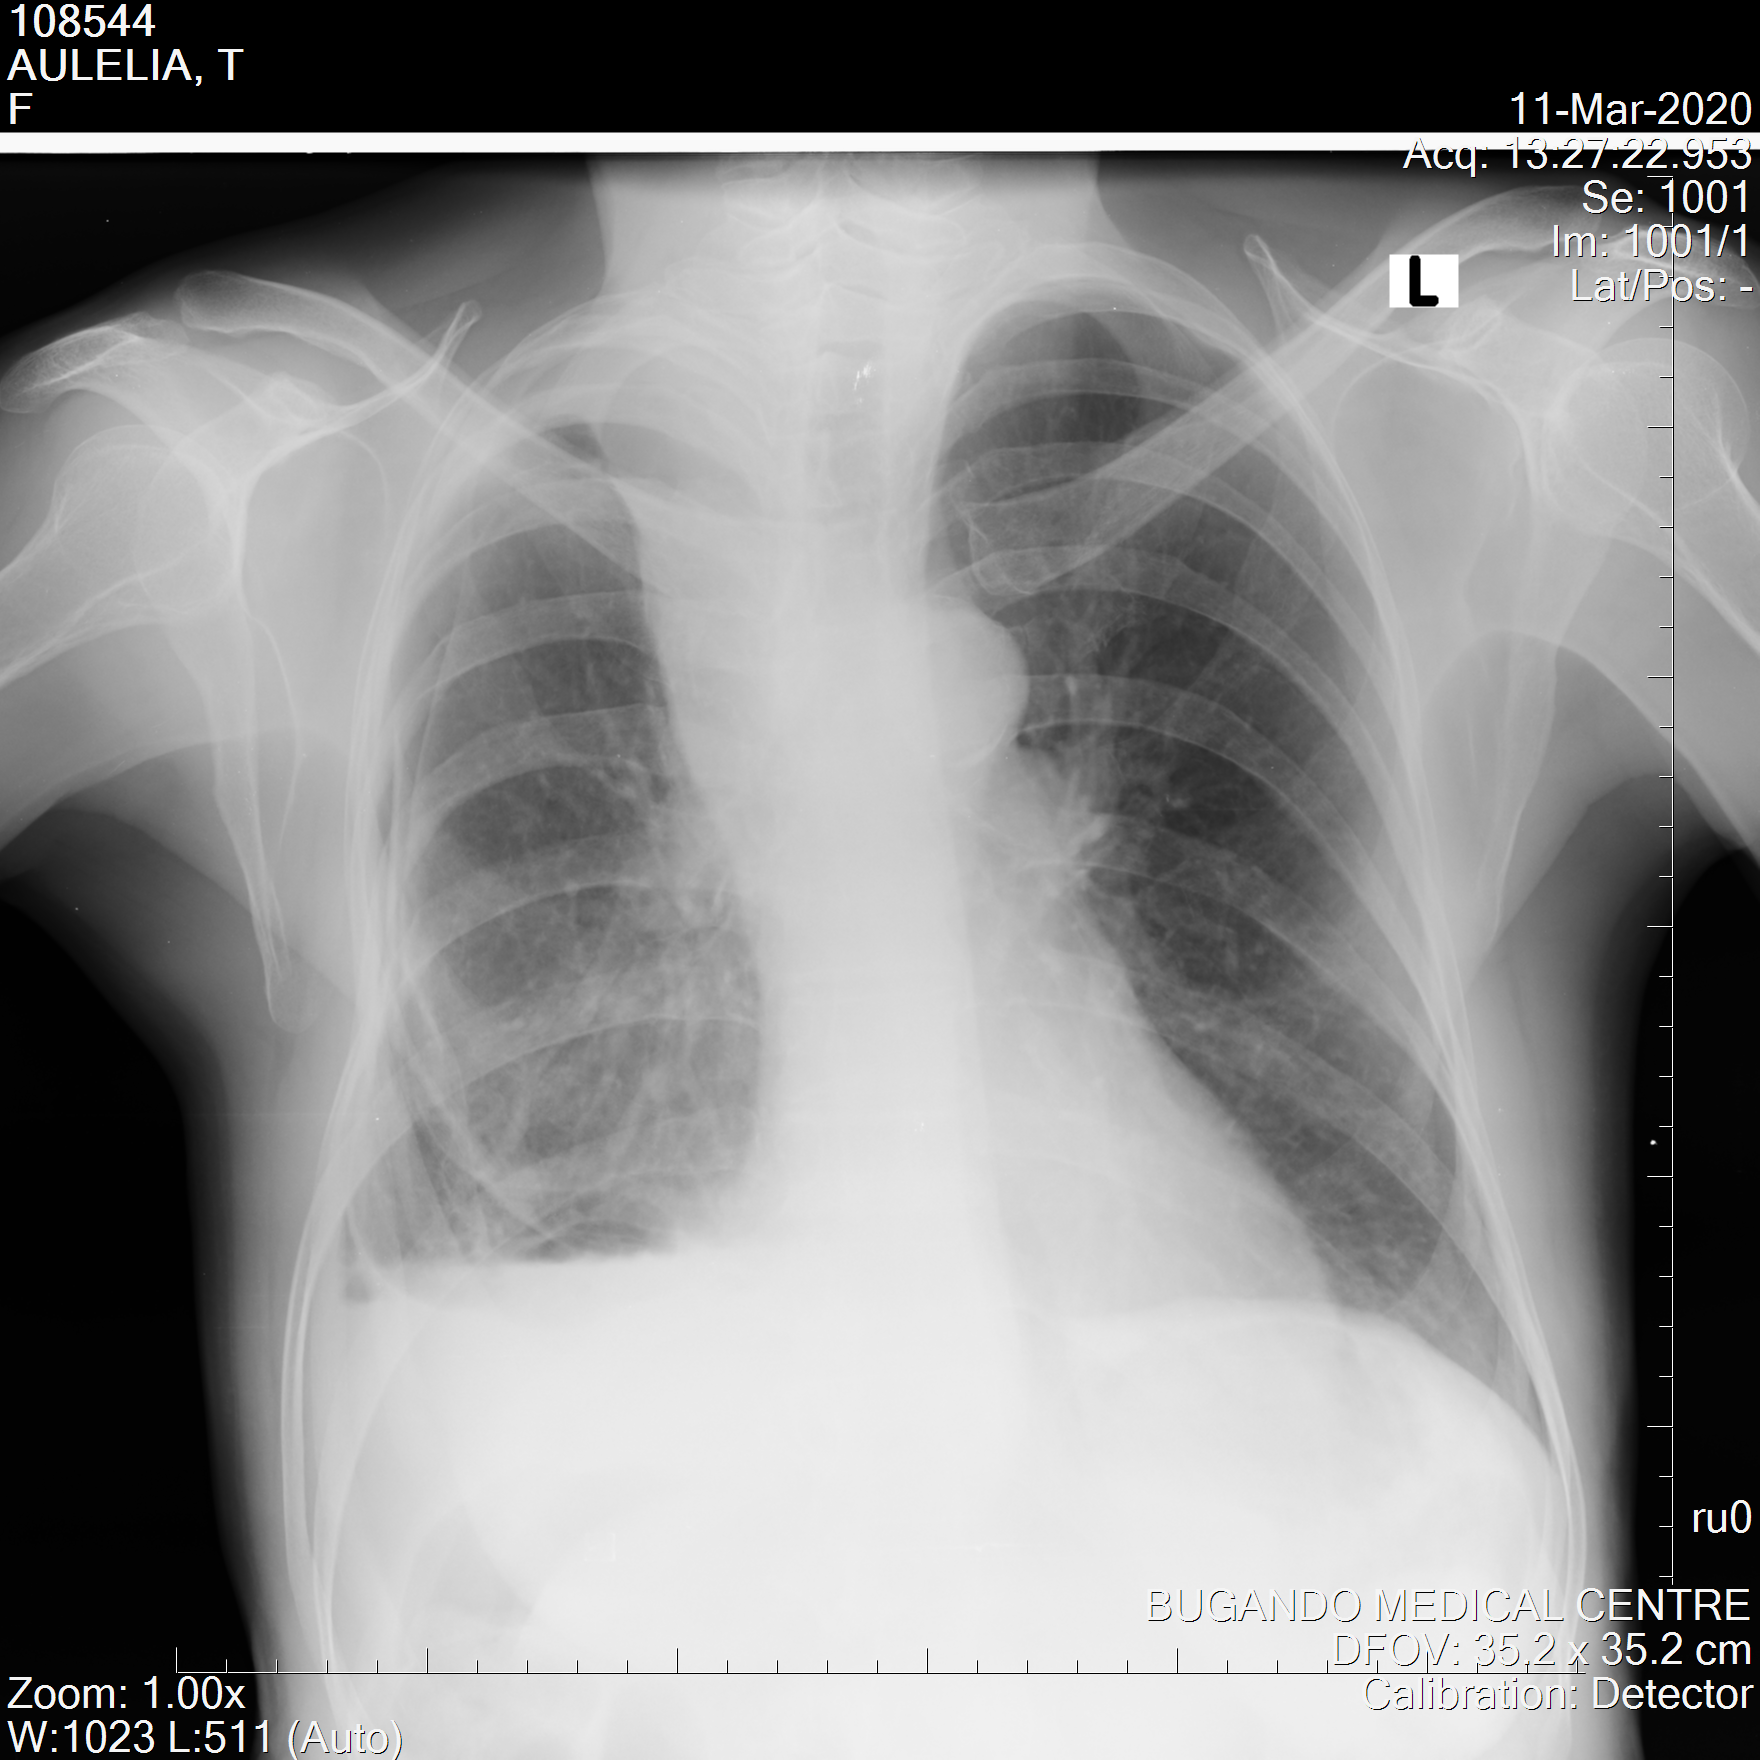 108544
AULELIA, T
F
11-Mar-2020
Acq: 13:27:22.953
Se: 1001
Im: 1001/1
Lat/Pos: -
L
ru0
BUGANDO MEDICAL CENTRE
DFOV: 35.2 x 35.2 cm
Calibration: Detector
Zoom: 1.00x
W:1023 L:511 (Auto)